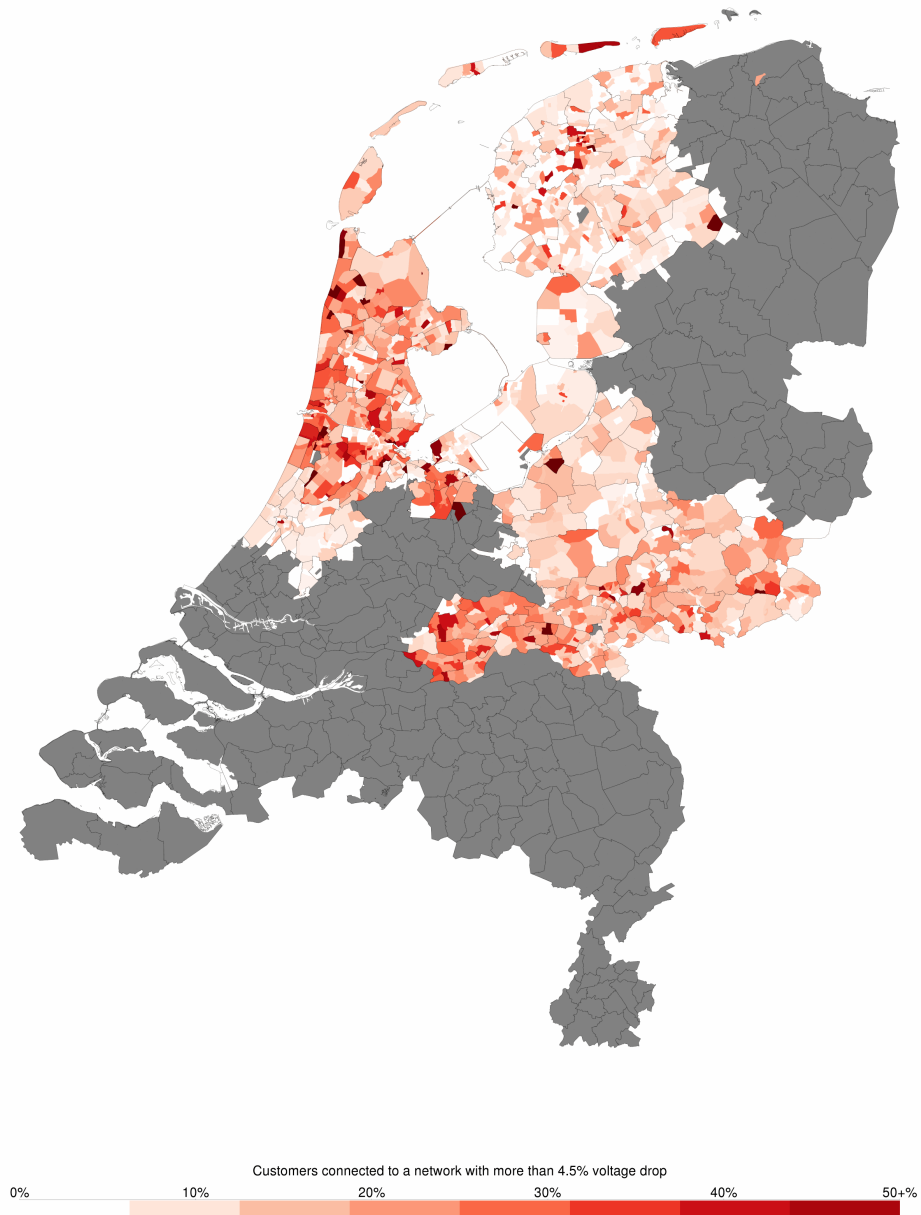 Customers connected to a network with more than 4.5% voltage drop
0% 10% 20% 30% 40% 50+%